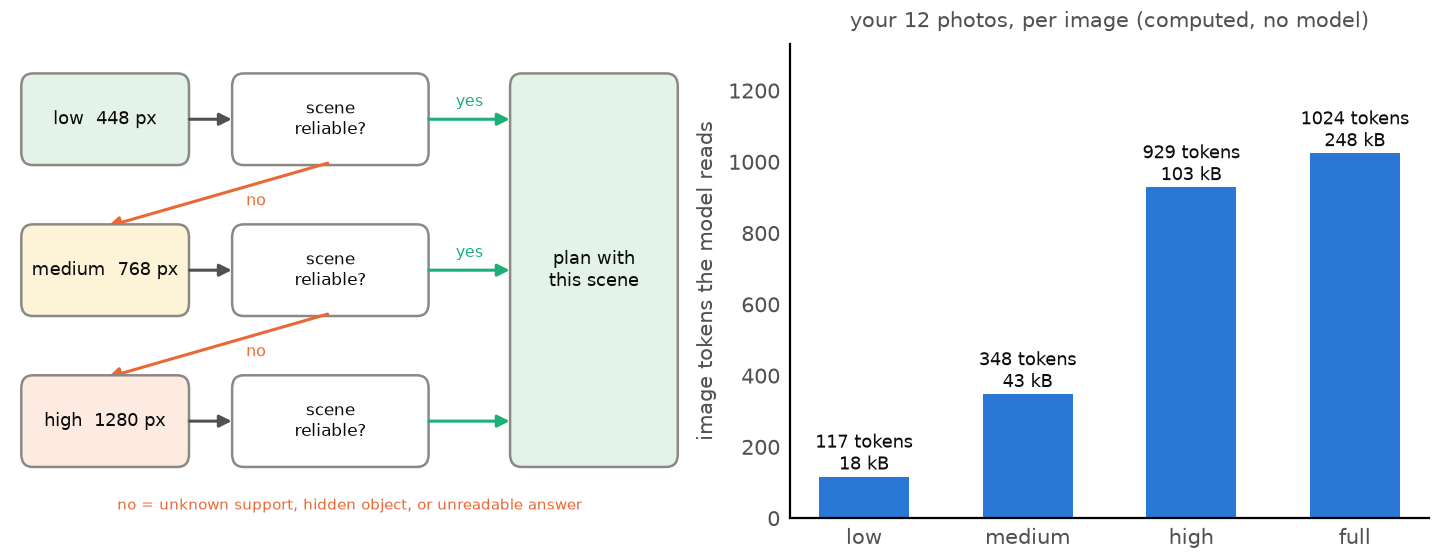 low  448 px
scene
reliable?
yes
no
medium  768 px
scene
reliable?
yes
no
high  1280 px
scene
reliable?
plan with
this scene
no = unknown support, hidden object, or unreadable answer
your 12 photos, per image (computed, no model)
image tokens the model reads
1200
1000
800
600
400
200
0
117 tokens
18 kB
348 tokens
43 kB
929 tokens
103 kB
1024 tokens
248 kB
low
medium
high
full